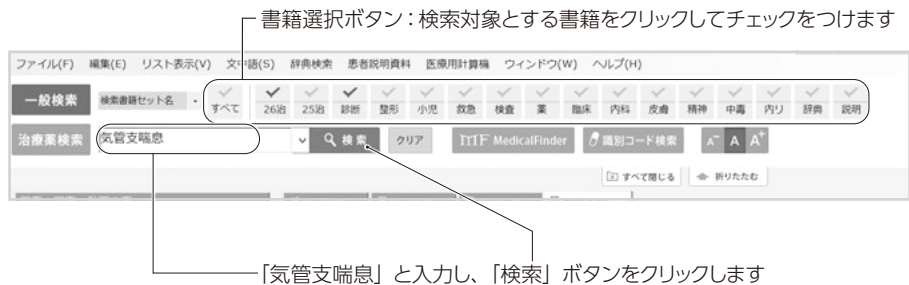 書籍選択ボタン：検索対象とする書籍をクリックしてチェックをつけます
ファイル(F) 編集(E) リスト表示(V) 文中語(S) 辞典検索 患者説明資料 医療用計算機 ウィンドウ(W) ヘルプ(H)
一般検索 検索書籍セット名 すべて 26治 25治 診断 整形 小児 救急 検査 薬 臨床 内科 皮膚 精神 中毒 内リ 辞典 説明
治療薬検索 気管支喘息 検索 クリア MF MedicalFinder 識別コード検索 A- A A+
すべて閉じる 折りたたむ
「気管支喘息」と入力し、「検索」ボタンをクリックします